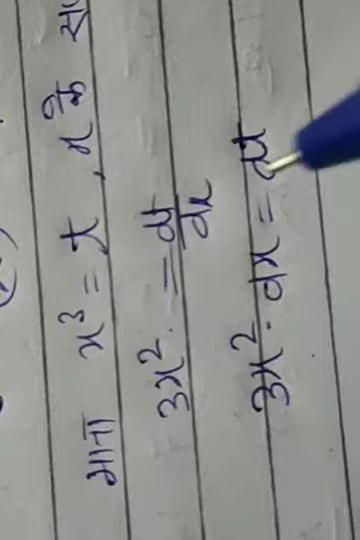 माना x³ = t , x के सा
3x² . = dt/dx
3x² . dx = dt